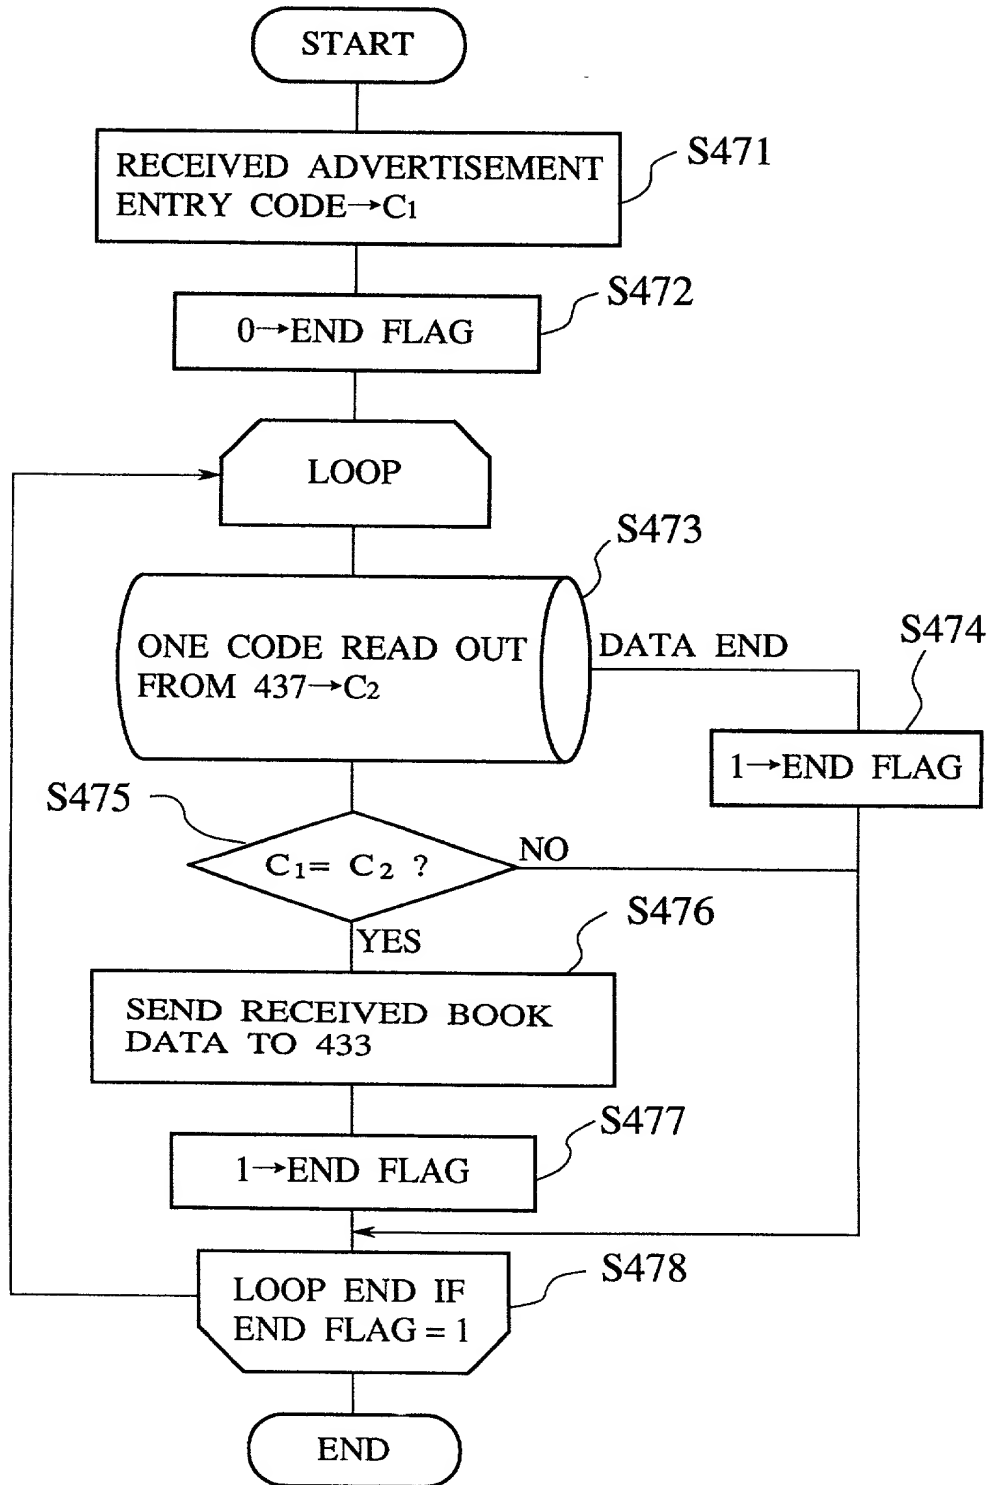 START
RECEIVED ADVERTISEMENT
ENTRY CODE→C1
S471
0→END FLAG
S472
LOOP
S473
ONE CODE READ OUT
FROM 437→C2
DATA END
S474
1→END FLAG
S475
C1= C2 ?
NO
YES
S476
SEND RECEIVED BOOK
DATA TO 433
S477
1→END FLAG
S478
LOOP END IF
END FLAG = 1
END